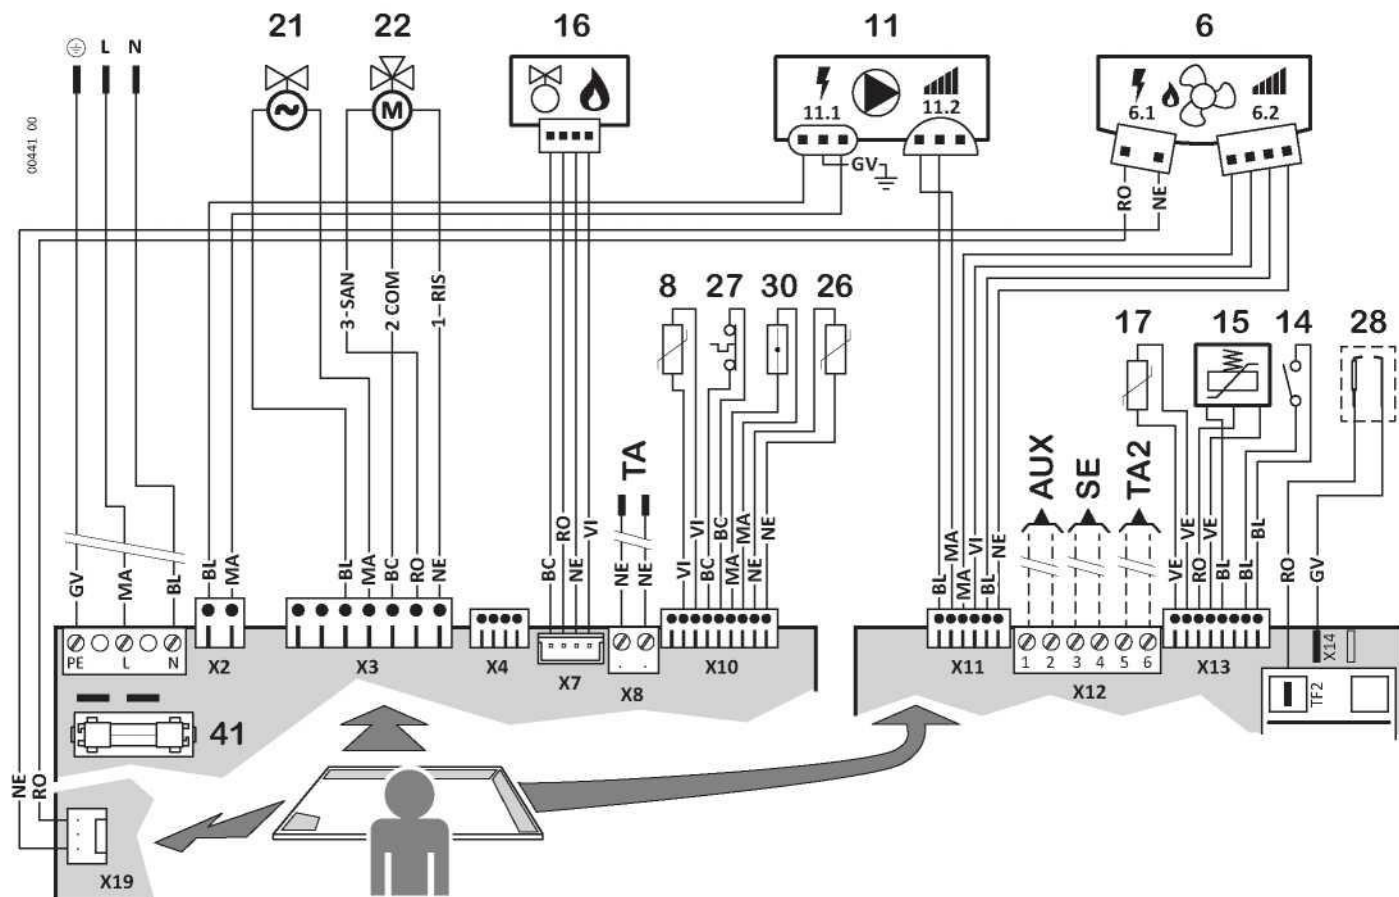 21 22 16 11 6
L N
00441 00
M
11.1 11.2
6.1 6.2
GV
RO NE
3-SAN 2 COM 1-RIS
8 27 30 26
17 15 14 28
TA
AUX SE TA2
GV MA BL BL MA BL MA BC RO NE BC RO NE VI NE NE VI VI BC BC MA MA NE NE
BL MA MA VI BL NE VE VE RO VE BL BL BL RO GV
PE L N
X2 X3 X4 X7 X8 X10
X11
1 2 3 4 5 6
X12 X13
X14
TF2
41
NE RO
X19